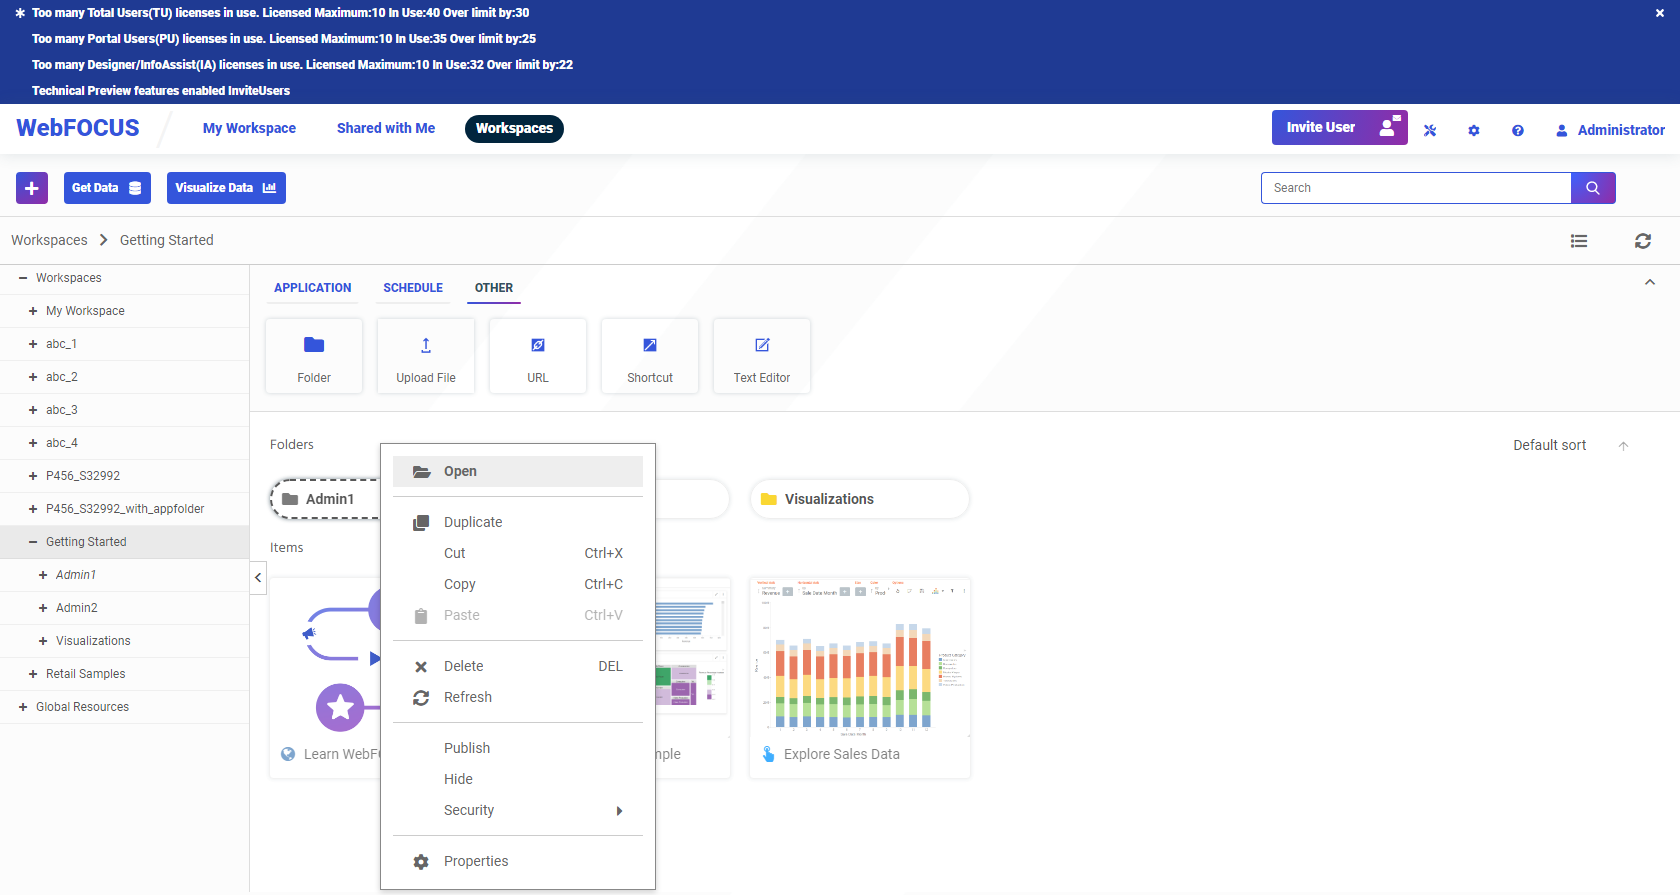 Too many Total Users(TU) licenses in use. Licensed Maximum:10 In Use:40 Over limit by:30
Too many Portal Users(PU) licenses in use. Licensed Maximum:10 In Use:35 Over limit by:25
Too many Designer/InfoAssist(IA) licenses in use. Licensed Maximum:10 In Use:32 Over limit by:22
Technical Preview features enabled InviteUsers
WebFOCUS
My Workspace
Shared with Me
Workspaces
Invite User
Administrator
Get Data
Visualize Data
Search
Workspaces
Getting Started
Workspaces
My Workspace
abc_1
abc_2
abc_3
abc_4
P456_S32992
P456_S32992_with_appfolder
Getting Started
Admin1
Admin2
Visualizations
Retail Samples
Global Resources
APPLICATION
SCHEDULE
OTHER
Folder
Upload File
URL
Shortcut
Text Editor
Folders
Default sort
Admin1
Visualizations
Items
Open
Duplicate
Cut Ctrl+X
Copy Ctrl+C
Paste Ctrl+V
Delete DEL
Refresh
Publish
Hide
Security
Properties
Learn WebF
mple
Revenue
Sale Date Month
Prod
Explore Sales Data